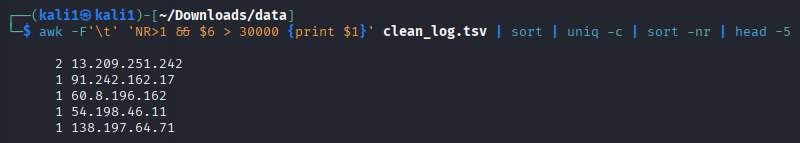 ┌──(kali1㉿kali1)-[~/Downloads/data]
└─$ awk -F'\t' 'NR>1 && $6 > 30000 {print $1}' clean_log.tsv | sort | uniq -c | sort -nr | head -5
2 13.209.251.242
1 91.242.162.17
1 60.8.196.162
1 54.198.46.11
1 138.197.64.71